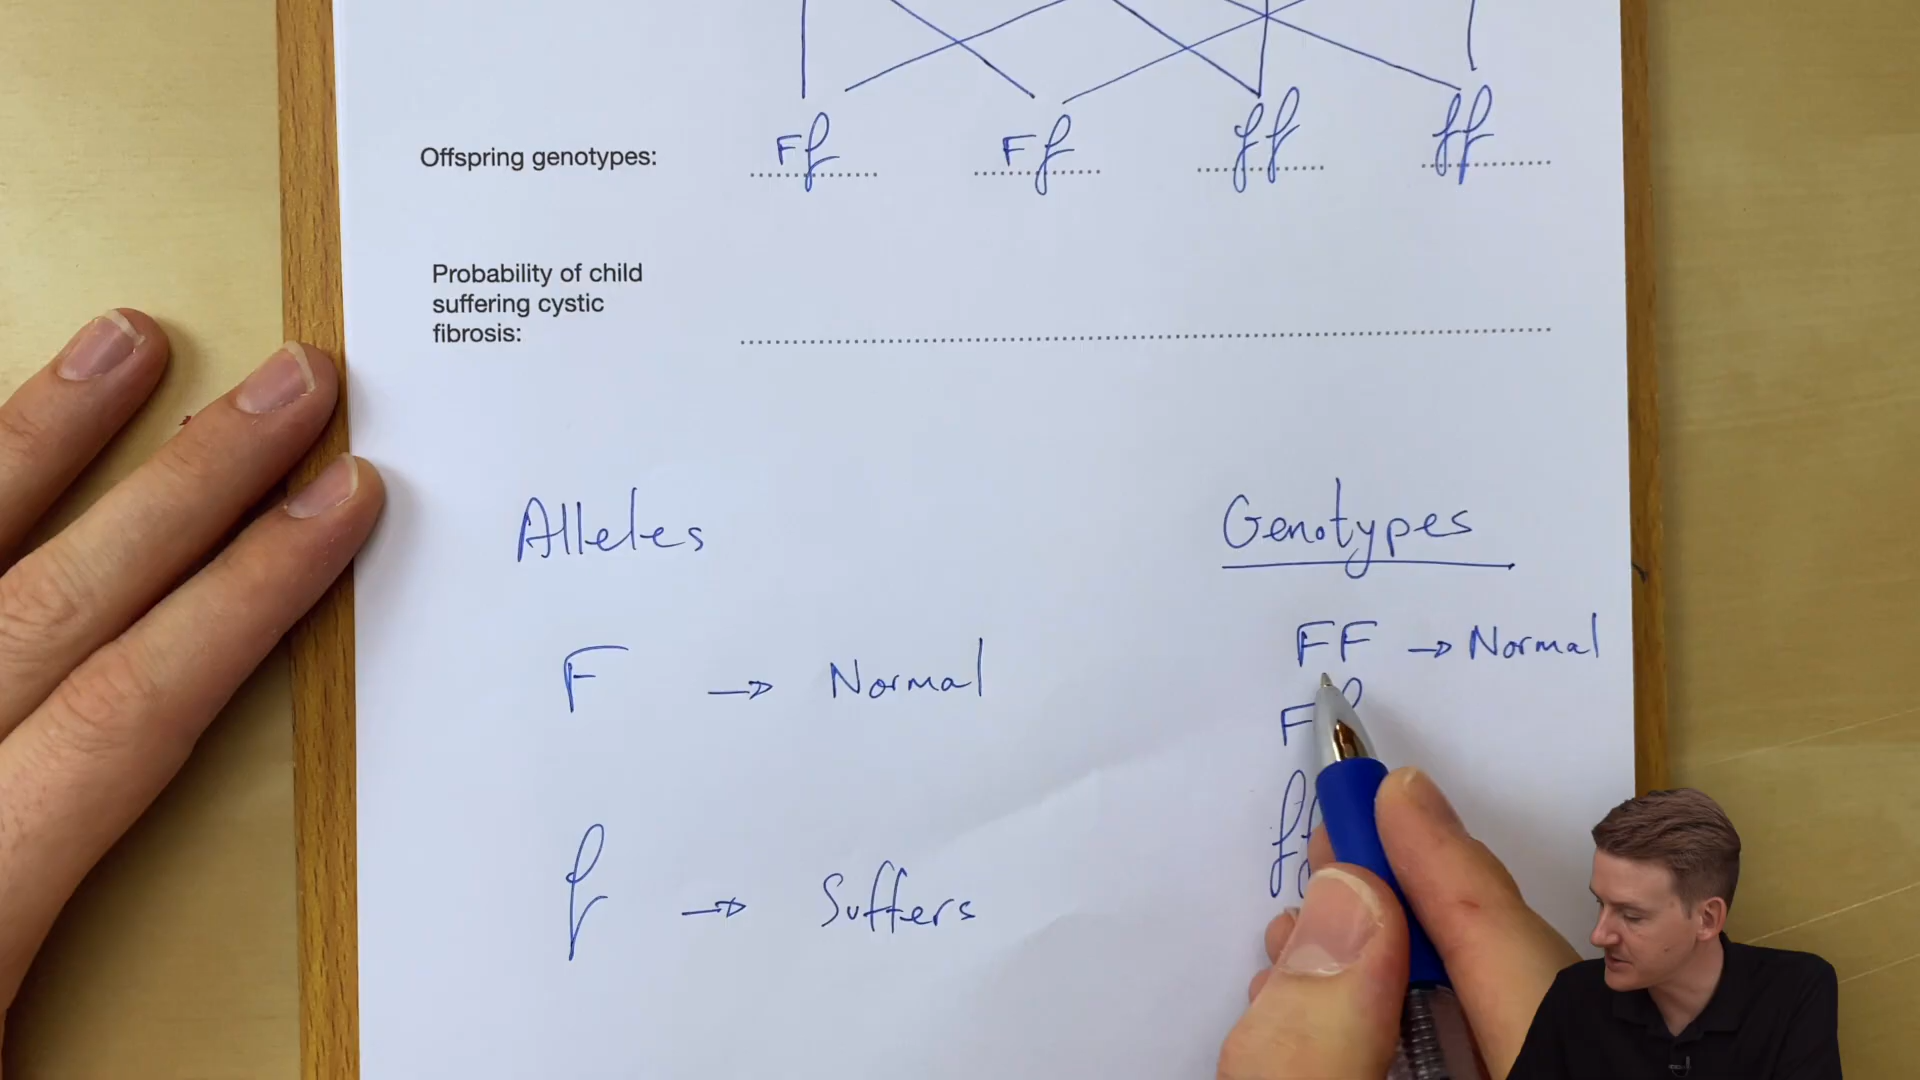 Offspring genotypes: Ff Ff ff ff
Probability of child
suffering cystic
fibrosis:
Alleles
Genotypes
F → Normal
FF → Normal
f → Suffers